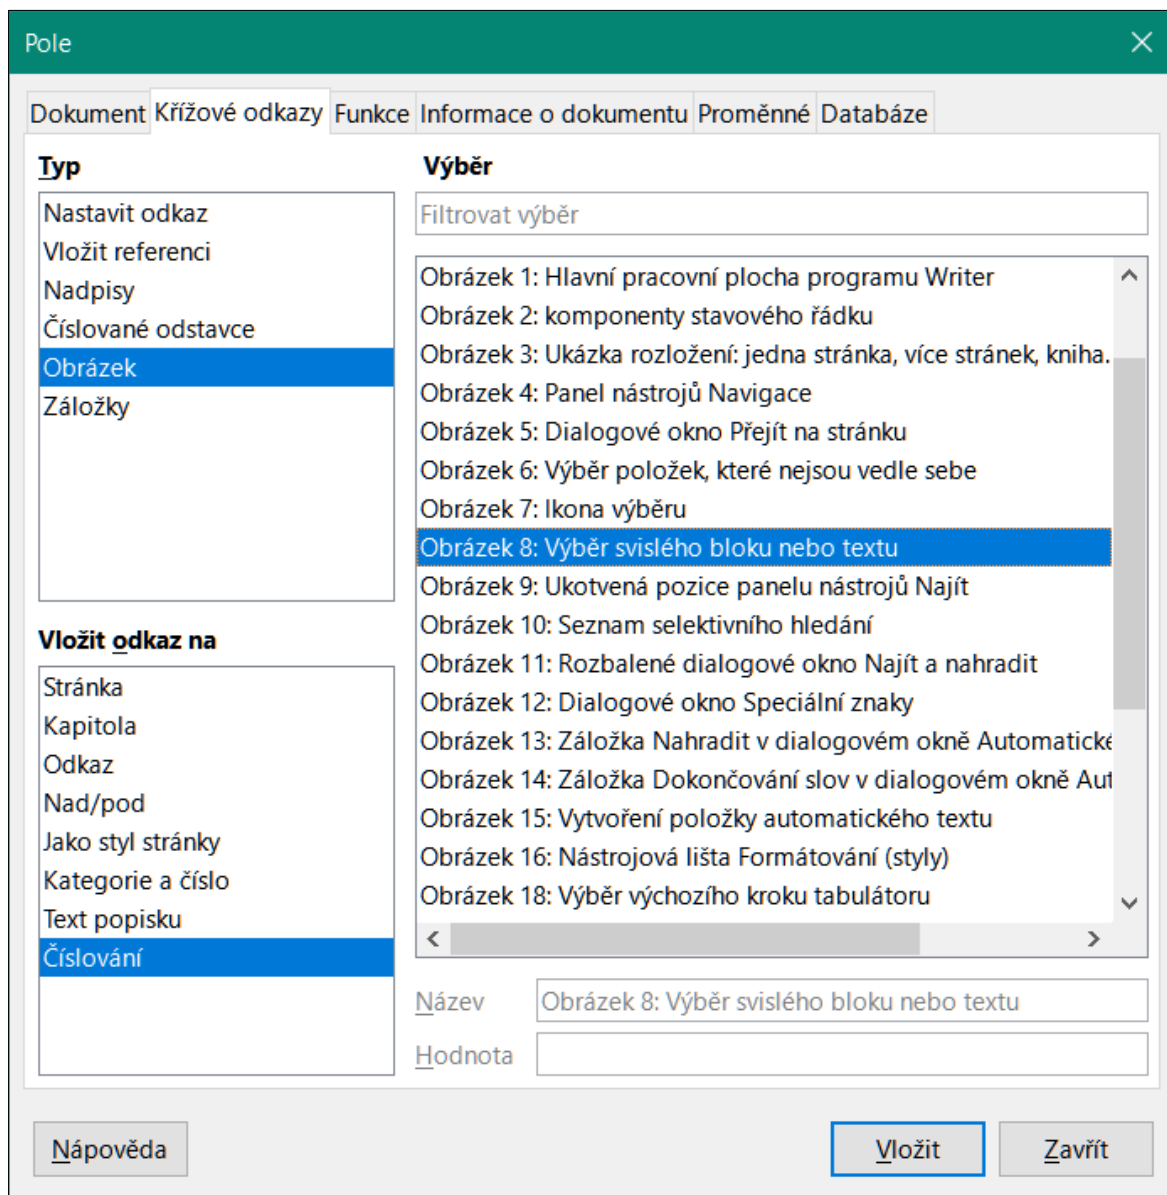 Pole
Dokument Křížové odkazy Funkce Informace o dokumentu Proměnné Databáze
Typ
Nastavit odkaz
Vložit referenci
Nadpisy
Číslované odstavce
Obrázek
Záložky
Vložit odkaz na
Stránka
Kapitola
Odkaz
Nad/pod
Jako styl stránky
Kategorie a číslo
Text popisku
Číslování
Výběr
Filtrovat výběr
Obrázek 1: Hlavní pracovní plocha programu Writer
Obrázek 2: komponenty stavového řádku
Obrázek 3: Ukázka rozložení: jedna stránka, více stránek, kniha.
Obrázek 4: Panel nástrojů Navigace
Obrázek 5: Dialogové okno Přejít na stránku
Obrázek 6: Výběr položek, které nejsou vedle sebe
Obrázek 7: Ikona výběru
Obrázek 8: Výběr svislého bloku nebo textu
Obrázek 9: Ukotvená pozice panelu nástrojů Najít
Obrázek 10: Seznam selektivního hledání
Obrázek 11: Rozbalené dialogové okno Najít a nahradit
Obrázek 12: Dialogové okno Speciální znaky
Obrázek 13: Záložka Nahradit v dialogovém okně Automatické
Obrázek 14: Záložka Dokončování slov v dialogovém okně Aut
Obrázek 15: Vytvoření položky automatického textu
Obrázek 16: Nástrojová lišta Formátování (styly)
Obrázek 18: Výběr výchozího kroku tabulátoru
Název Obrázek 8: Výběr svislého bloku nebo textu
Hodnota
Nápověda Vložit Zavřít